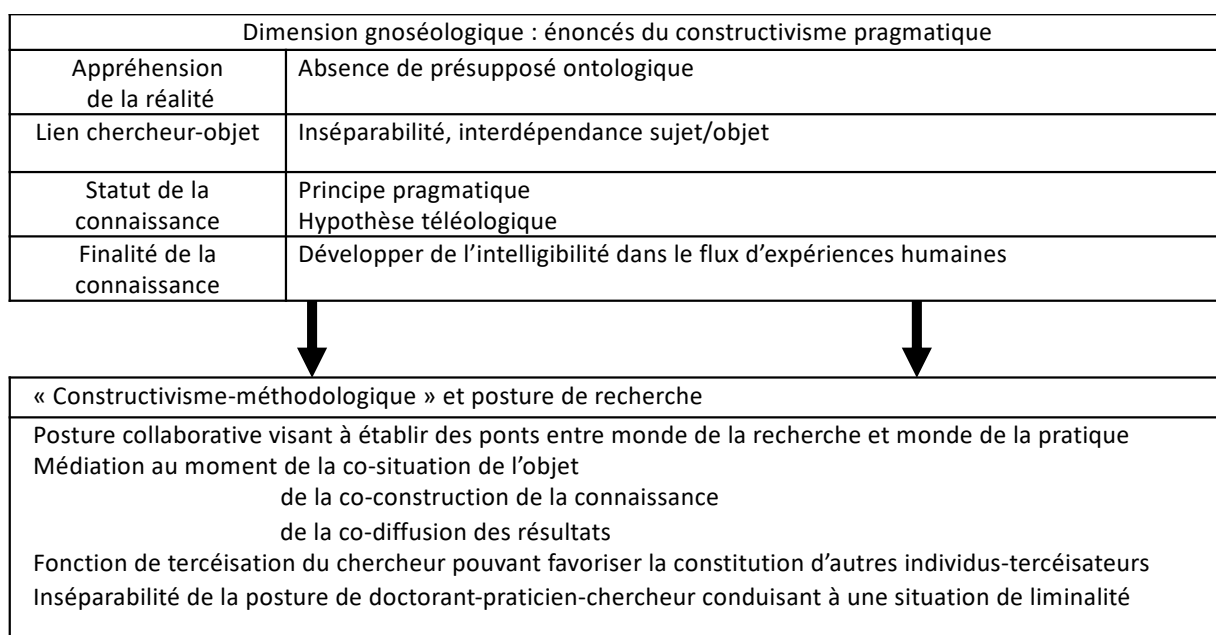 Dimension gnoséologique : énoncés du constructivisme pragmatique
Appréhension
de la réalité
Absence de présupposé ontologique
Lien chercheur-objet
Inséparabilité, interdépendance sujet/objet
Statut de la
connaissance
Principe pragmatique
Hypothèse téléologique
Finalité de la
connaissance
Développer de l’intelligibilité dans le flux d’expériences humaines
« Constructivisme-méthodologique » et posture de recherche
Posture collaborative visant à établir des ponts entre monde de la recherche et monde de la pratique
Médiation au moment de la co-situation de l’objet
de la co-construction de la connaissance
de la co-diffusion des résultats
Fonction de tercéisation du chercheur pouvant favoriser la constitution d’autres individus-tercéisateurs
Inséparabilité de la posture de doctorant-praticien-chercheur conduisant à une situation de liminalité